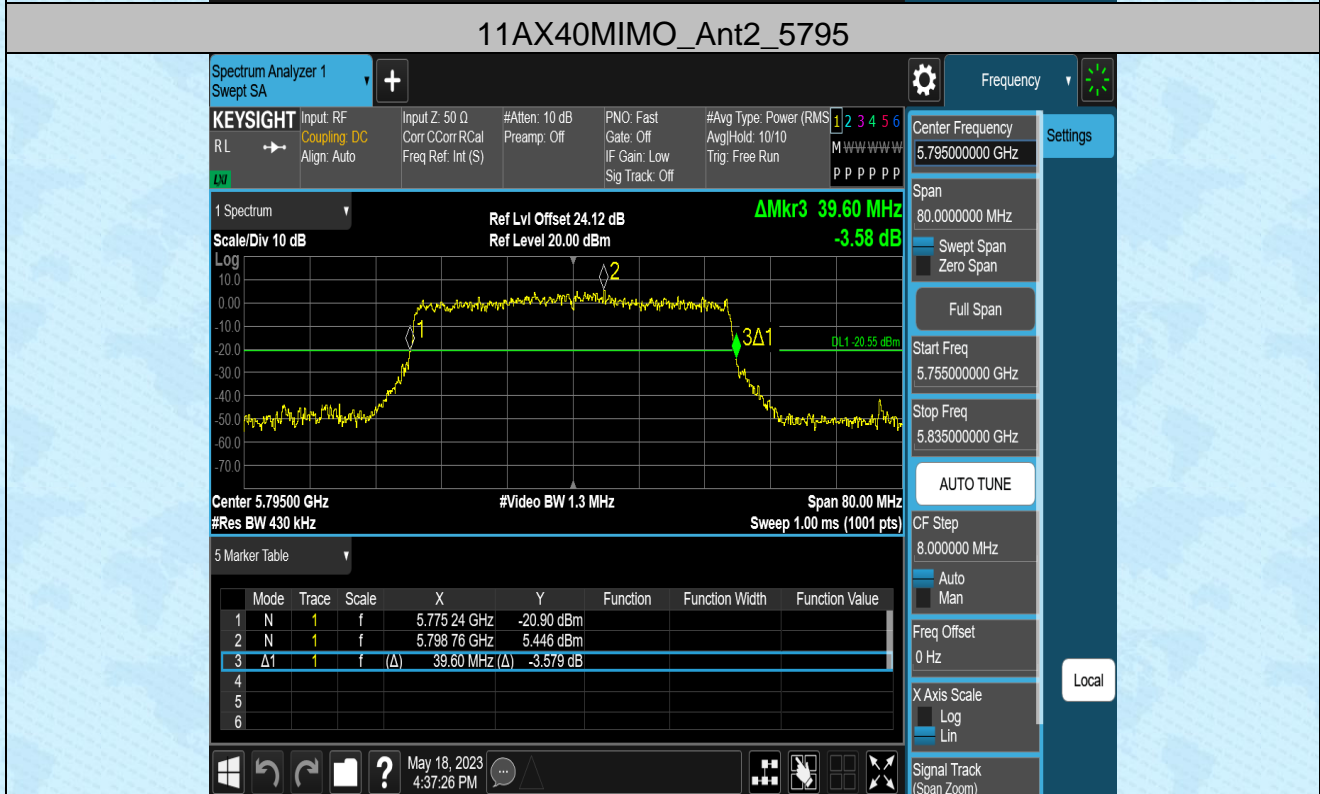 11AX40MIMO_Ant2_5795
Spectrum Analyzer 1
Swept SA
Frequency
KEYSIGHT
RL
LXI
Input: RF
Coupling: DC
Align: Auto
Input Z: 50 Ω
Corr CCorr RCal
Freq Ref: Int (S)
#Atten: 10 dB
Preamp: Off
PNO: Fast
Gate: Off
IF Gain: Low
Sig Track: Off
#Avg Type: Power (RMS
Avg|Hold: 10/10
Trig: Free Run
1 2 3 4 5 6
M W W W W W
P P P P P P
1 Spectrum
Scale/Div 10 dB
Ref Lvl Offset 24.12 dB
Ref Level 20.00 dBm
ΔMkr3 39.60 MHz
-3.58 dB
Log
10.0
0.00
-10.0
-20.0
-30.0
-40.0
-50.0
-60.0
-70.0
1
2
3Δ1
DL1 -20.55 dBm
Center 5.79500 GHz
#Res BW 430 kHz
#Video BW 1.3 MHz
Span 80.00 MHz
Sweep 1.00 ms (1001 pts)
5 Marker Table
Mode Trace Scale X Y Function Function Width Function Value
1 N 1 f 5.775 24 GHz -20.90 dBm
2 N 1 f 5.798 76 GHz 5.446 dBm
3 Δ1 1 f (Δ) 39.60 MHz (Δ) -3.579 dB
4
5
6
May 18, 2023
4:37:26 PM
Center Frequency
5.795000000 GHz
Settings
Span
80.0000000 MHz
Swept Span
Zero Span
Full Span
Start Freq
5.755000000 GHz
Stop Freq
5.835000000 GHz
AUTO TUNE
CF Step
8.000000 MHz
Auto
Man
Freq Offset
0 Hz
X Axis Scale
Log
Lin
Local
Signal Track
(Span Zoom)